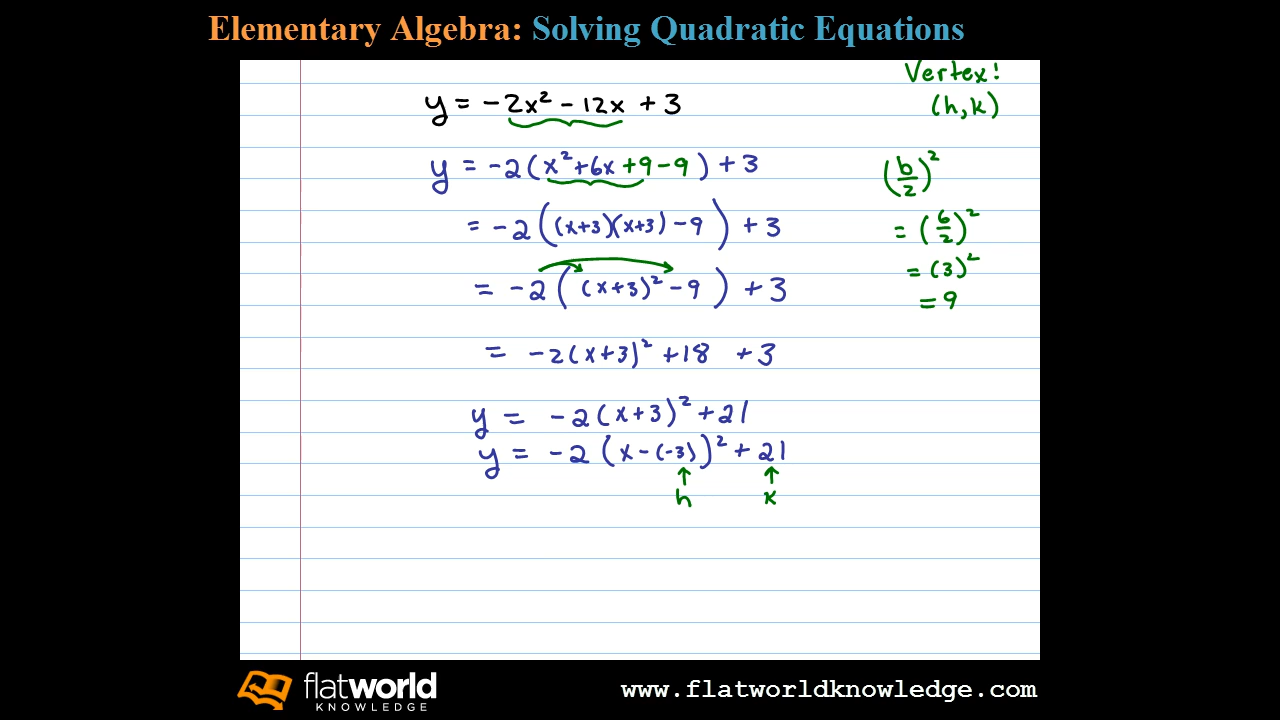 Elementary Algebra: Solving Quadratic Equations
Vertex!
(h,k)
y = -2x² - 12x + 3
y = -2(x² + 6x + 9 - 9) + 3
(b/2)²
= -2((x+3)(x+3) - 9) + 3
= (6/2)²
= (3)²
= -2((x+3)² - 9) + 3
= 9
= -2(x+3)² + 18 + 3
y = -2(x+3)² + 21
y = -2(x - (-3))² + 21
h k
flatworld
KNOWLEDGE
www.flatworldknowledge.com